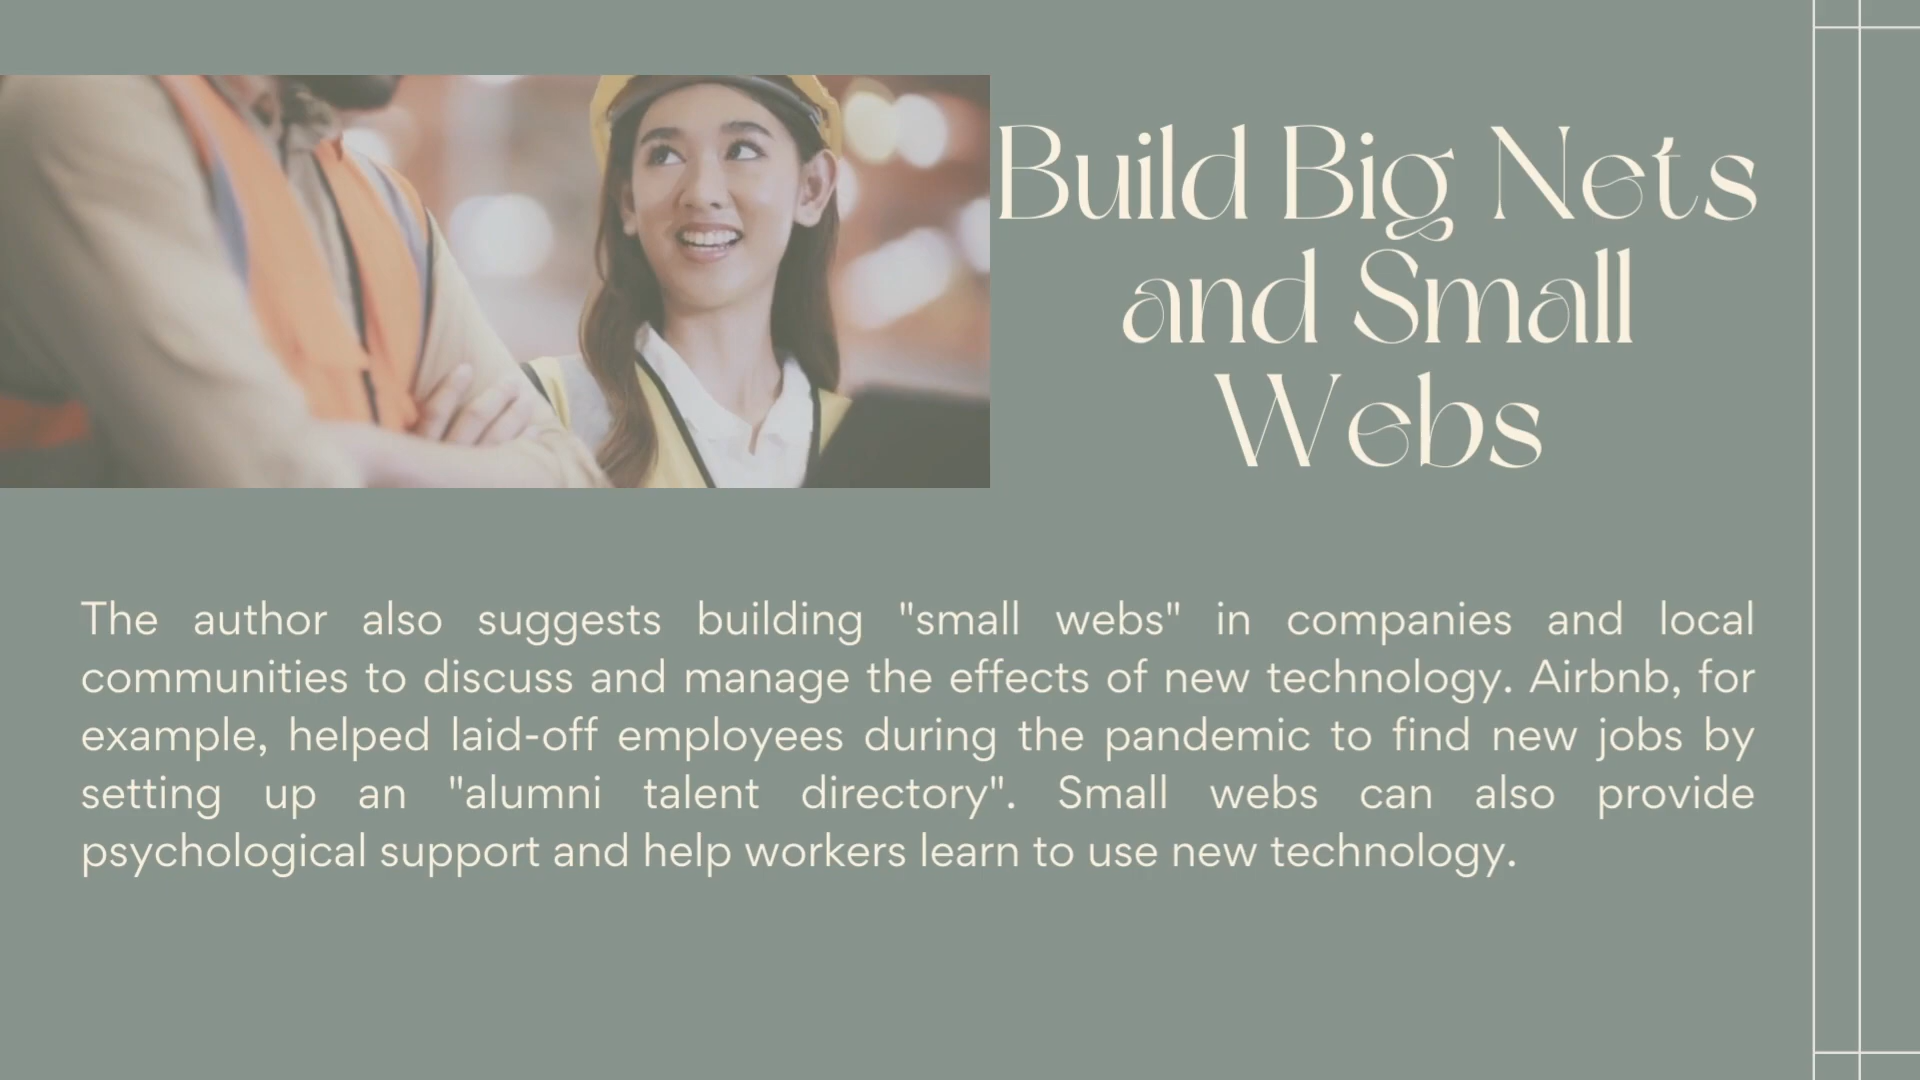 Build Big Nets
and Small
Webs
The author also suggests building "small webs" in companies and local
communities to discuss and manage the effects of new technology. Airbnb, for
example, helped laid-off employees during the pandemic to find new jobs by
setting up an "alumni talent directory". Small webs can also provide
psychological support and help workers learn to use new technology.